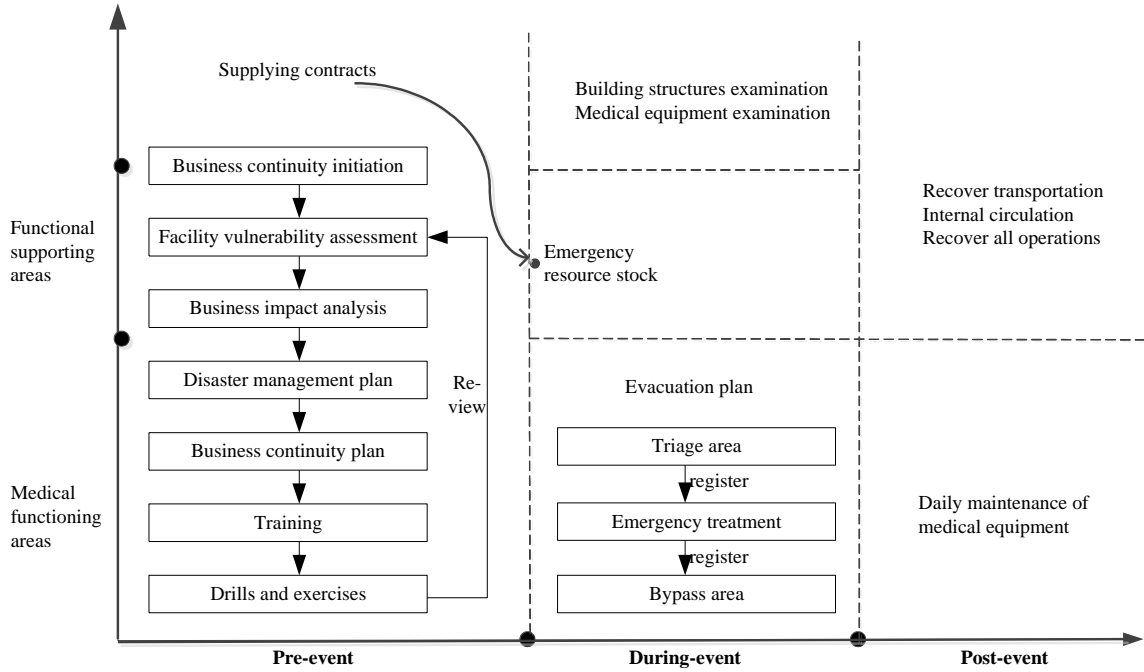 Supplying contracts
Building structures examination
Medical equipment examination
Business continuity initiation
Functional
supporting
areas
Facility vulnerability assessment
Emergency
resource stock
Recover transportation
Internal circulation
Recover all operations
Business impact analysis
Disaster management plan
Re-
view
Evacuation plan
Business continuity plan
Triage area
register
Medical
functioning
areas
Training
Emergency treatment
register
Daily maintenance of
medical equipment
Drills and exercises
Bypass area
Pre-event
During-event
Post-event